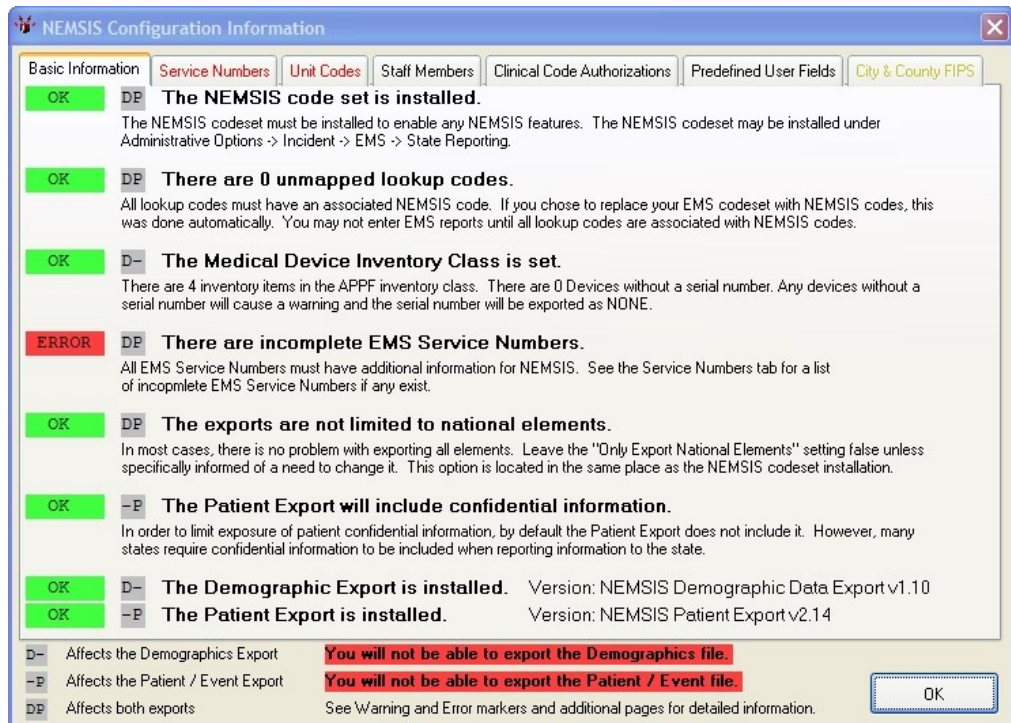 NEMSIS Configuration Information
Basic Information Service Numbers Unit Codes Staff Members Clinical Code Authorizations Predefined User Fields City & County FIPS
OK DP The NEMSIS code set is installed.
The NEMSIS codeset must be installed to enable any NEMSIS features. The NEMSIS codeset may be installed under
Administrative Options -> Incident -> EMS -> State Reporting.
OK DP There are 0 unmapped lookup codes.
All lookup codes must have an associated NEMSIS code. If you chose to replace your EMS codeset with NEMSIS codes, this
was done automatically. You may not enter EMS reports until all lookup codes are associated with NEMSIS codes.
OK D- The Medical Device Inventory Class is set.
There are 4 inventory items in the APPF inventory class. There are 0 Devices without a serial number. Any devices without a
serial number will cause a warning and the serial number will be exported as NONE.
ERROR DP There are incomplete EMS Service Numbers.
All EMS Service Numbers must have additional information for NEMSIS. See the Service Numbers tab for a list
of incopmlete EMS Service Numbers if any exist.
OK DP The exports are not limited to national elements.
In most cases, there is no problem with exporting all elements. Leave the "Only Export National Elements" setting false unless
specifically informed of a need to change it. This option is located in the same place as the NEMSIS codeset installation.
OK -P The Patient Export will include confidential information.
In order to limit exposure of patient confidential information, by default the Patient Export does not include it. However, many
states require confidential information to be included when reporting information to the state.
OK D- The Demographic Export is installed. Version: NEMSIS Demographic Data Export v1.10
OK -P The Patient Export is installed. Version: NEMSIS Patient Export v2.14
D- Affects the Demographics Export You will not be able to export the Demographics file.
-P Affects the Patient / Event Export You will not be able to export the Patient / Event file.
DP Affects both exports See Warning and Error markers and additional pages for detailed information.
OK